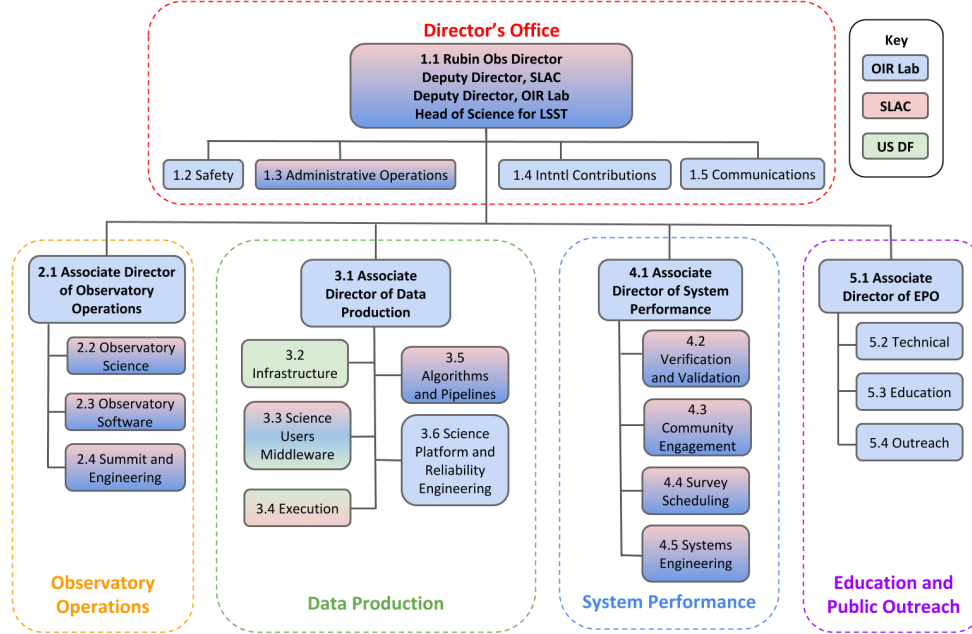 Director's Office
1.1 Rubin Obs Director
Deputy Director, SLAC
Deputy Director, OIR Lab
Head of Science for LSST
Key
OIR Lab
SLAC
US DF
1.2 Safety
1.3 Administrative Operations
1.4 Intntl Contributions
1.5 Communications
2.1 Associate Director
of Observatory
Operations
2.2 Observatory
Science
2.3 Observatory
Software
2.4 Summit and
Engineering
Observatory
Operations
3.1 Associate
Director of Data
Production
3.2
Infrastructure
3.3 Science
Users
Middleware
3.4 Execution
3.5
Algorithms
and Pipelines
3.6 Science
Platform and
Reliability
Engineering
Data Production
4.1 Associate
Director of System
Performance
4.2
Verification
and Validation
4.3
Community
Engagement
4.4 Survey
Scheduling
4.5 Systems
Engineering
System Performance
5.1 Associate
Director of EPO
5.2 Technical
5.3 Education
5.4 Outreach
Education and
Public Outreach